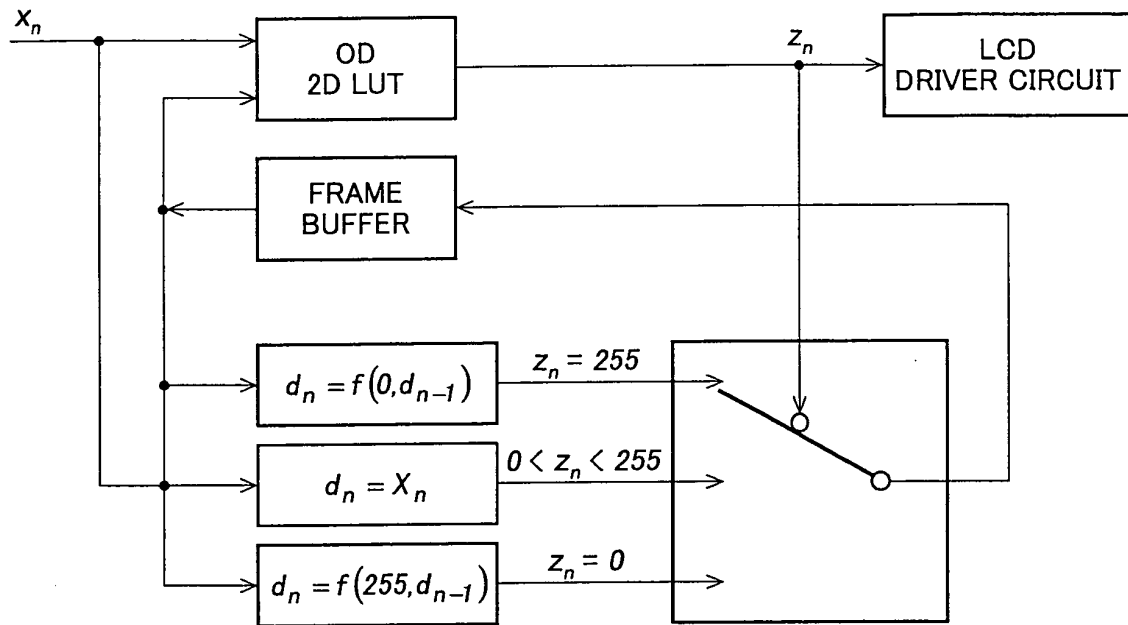 x_n
OD
2D LUT
z_n
LCD
DRIVER CIRCUIT
FRAME
BUFFER
d_n = f(0, d_{n-1})
z_n = 255
d_n = X_n
0 < z_n < 255
d_n = f(255, d_{n-1})
z_n = 0